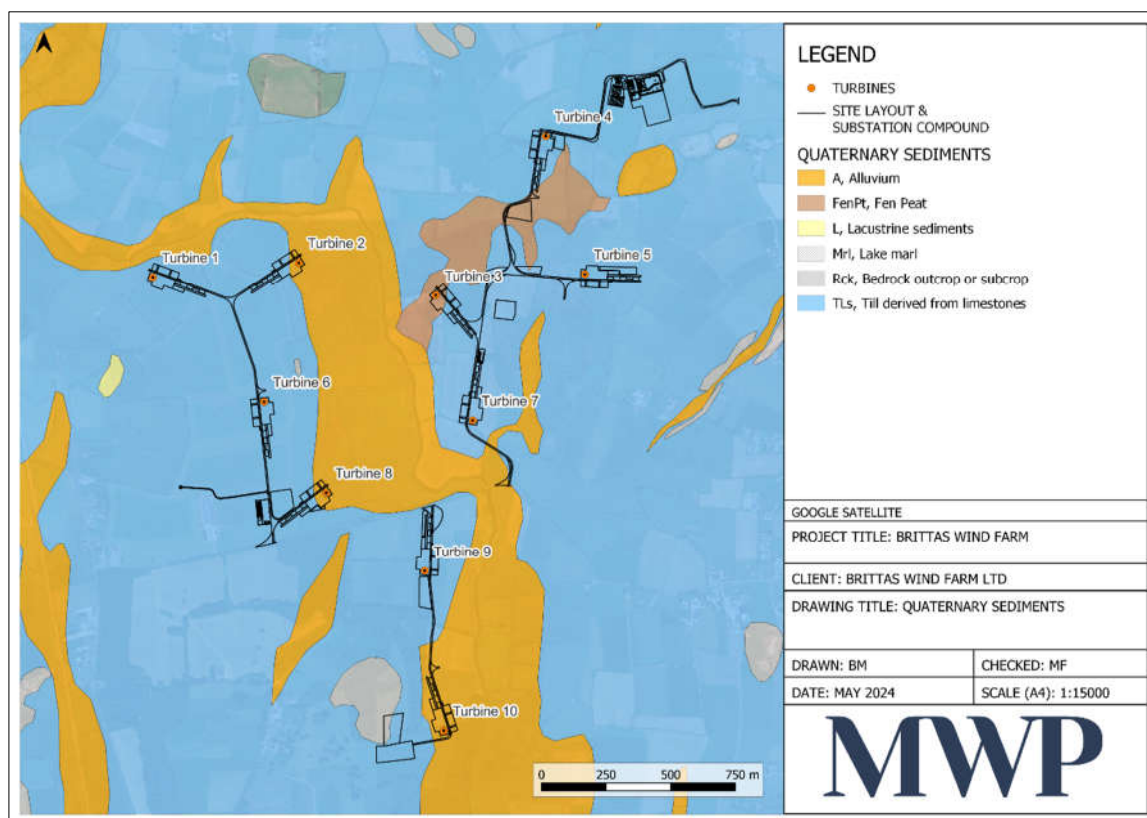 Turbine 4
Turbine 2
Turbine 1
Turbine 5
Turbine 3
Turbine 6
Turbine 7
Turbine 8
Turbine 9
Turbine 10
0 250 500 750 m
LEGEND
TURBINES
SITE LAYOUT &
SUBSTATION COMPOUND
QUATERNARY SEDIMENTS
A, Alluvium
FenPt, Fen Peat
L, Lacustrine sediments
Mrl, Lake marl
Rck, Bedrock outcrop or subcrop
TLs, Till derived from limestones
GOOGLE SATELLITE
PROJECT TITLE: BRITTAS WIND FARM
CLIENT: BRITTAS WIND FARM LTD
DRAWING TITLE: QUATERNARY SEDIMENTS
DRAWN: BM
CHECKED: MF
DATE: MAY 2024
SCALE (A4): 1:15000
MWP